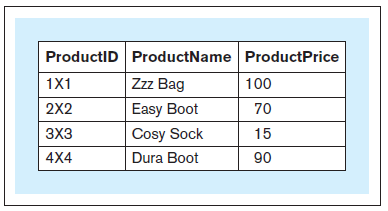 ProductID ProductName ProductPrice
1X1 Zzz Bag 100
2X2 Easy Boot 70
3X3 Cosy Sock 15
4X4 Dura Boot 90